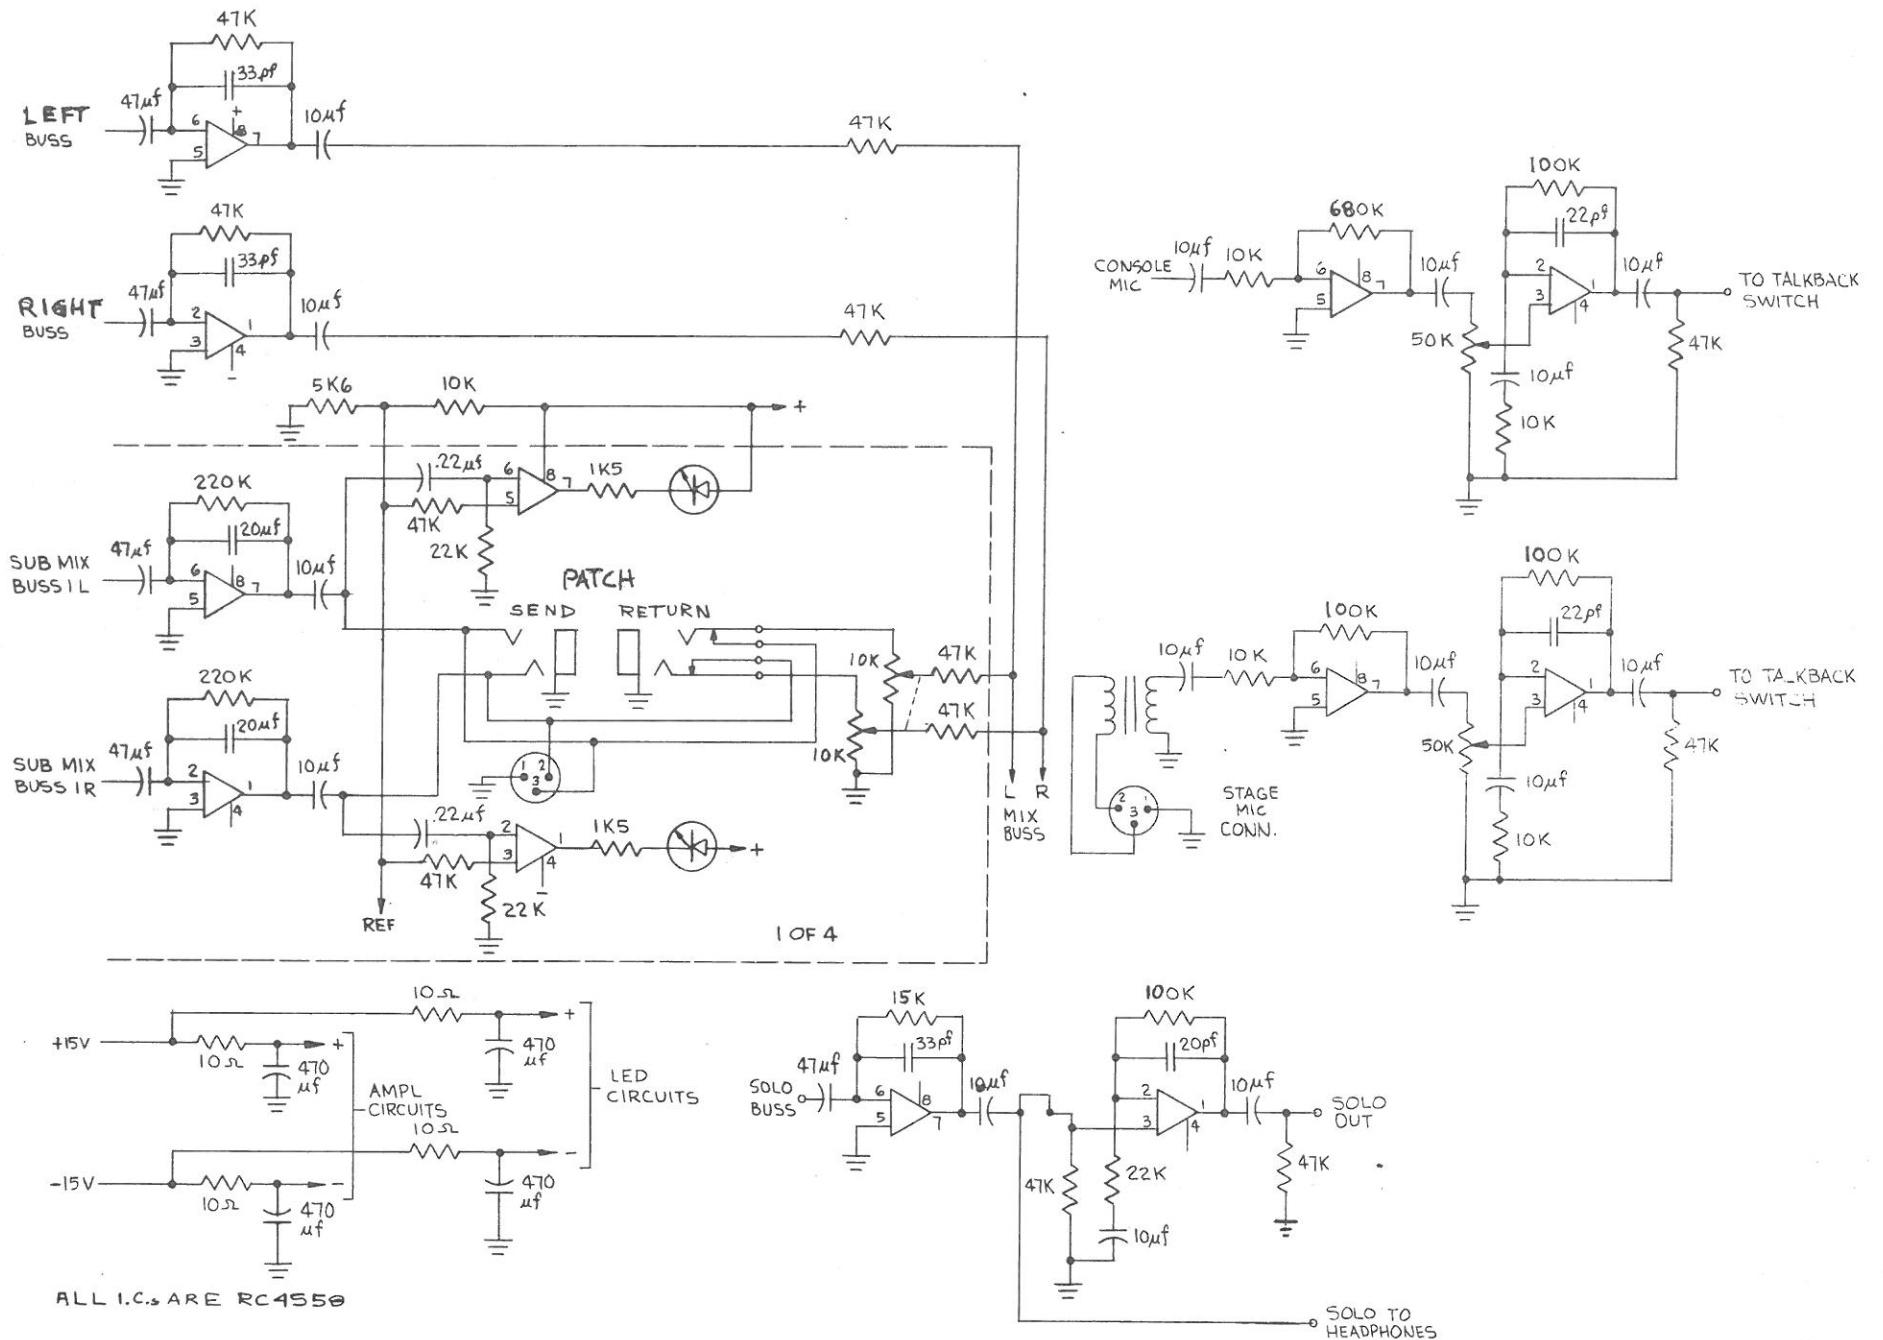 47K
33pf
47µf
LEFT
BUSS
6
5
+
8
7
10µf
47K
47K
33pf
47µf
RIGHT
BUSS
2
3
1
4
−
10µf
47K
5K6
10K
+
220K
20µf
47µf
SUB MIX
BUSS 1L
6
5
8
7
10µf
.22µf
47K
22K
6
5
8
7
1K5
PATCH
SEND
RETURN
10K
47K
47K
10K
1
2
3
220K
20µf
47µf
SUB MIX
BUSS 1R
2
3
1
4
10µf
.22µf
47K
22K
2
3
1
4
−
1K5
+
REF
1 OF 4
L
R
MIX
BUSS
CONSOLE
MIC
10µf
10K
680K
6
5
8
7
10µf
50K
100K
22pf
2
3
1
4
10µf
10µf
10K
47K
TO TALKBACK
SWITCH
10µf
10K
100K
6
5
8
7
10µf
50K
100K
22pf
2
3
1
4
10µf
10µf
10K
47K
TO TALKBACK
SWITCH
2
3
1
STAGE
MIC
CONN.
+15V
10Ω
10Ω
470
µf
+
470
µf
+
AMPL
CIRCUITS
LED
CIRCUITS
-15V
10Ω
10Ω
470
µf
−
470
µf
−
ALL I.C.s ARE RC4558
SOLO
BUSS
47µf
15K
33pf
6
5
8
7
10µf
47K
22K
10µf
100K
20pf
2
3
1
4
10µf
47K
SOLO
OUT
SOLO TO
HEADPHONES